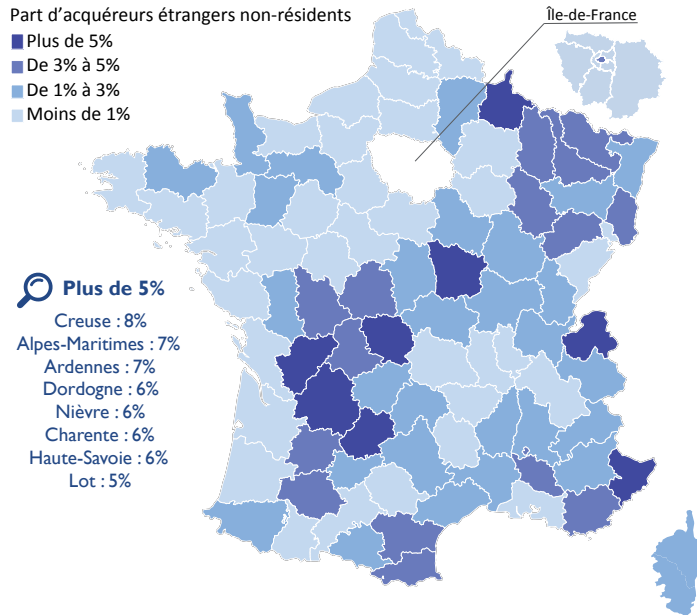 Part d'acquéreurs étrangers non-résidents
Plus de 5%
De 3% à 5%
De 1% à 3%
Moins de 1%
Île-de-France
Plus de 5%
Creuse : 8%
Alpes-Maritimes : 7%
Ardennes : 7%
Dordogne : 6%
Nièvre : 6%
Charente : 6%
Haute-Savoie : 6%
Lot : 5%